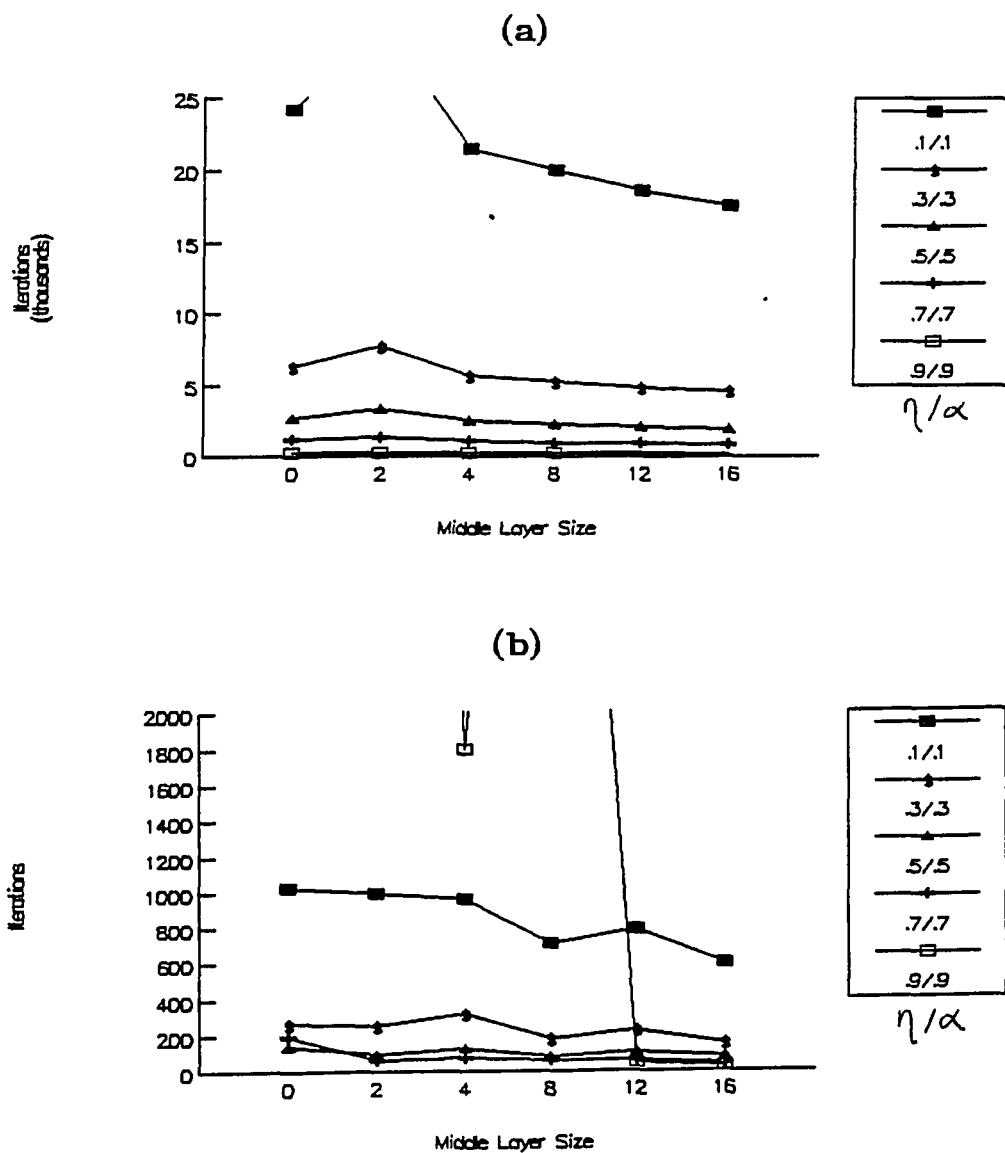 (a)
25
20
15
10
5
0
Iterations
(thousands)
0 2 4 8 12 16
Middle Layer Size
.1/.1
.3/.3
.5/.5
.7/.7
.9/.9
η/α
(b)
2000
1800
1600
1400
1200
1000
800
600
400
200
0
Iterations
0 2 4 8 12 16
Middle Layer Size
.1/.1
.3/.3
.5/.5
.7/.7
.9/.9
η/α